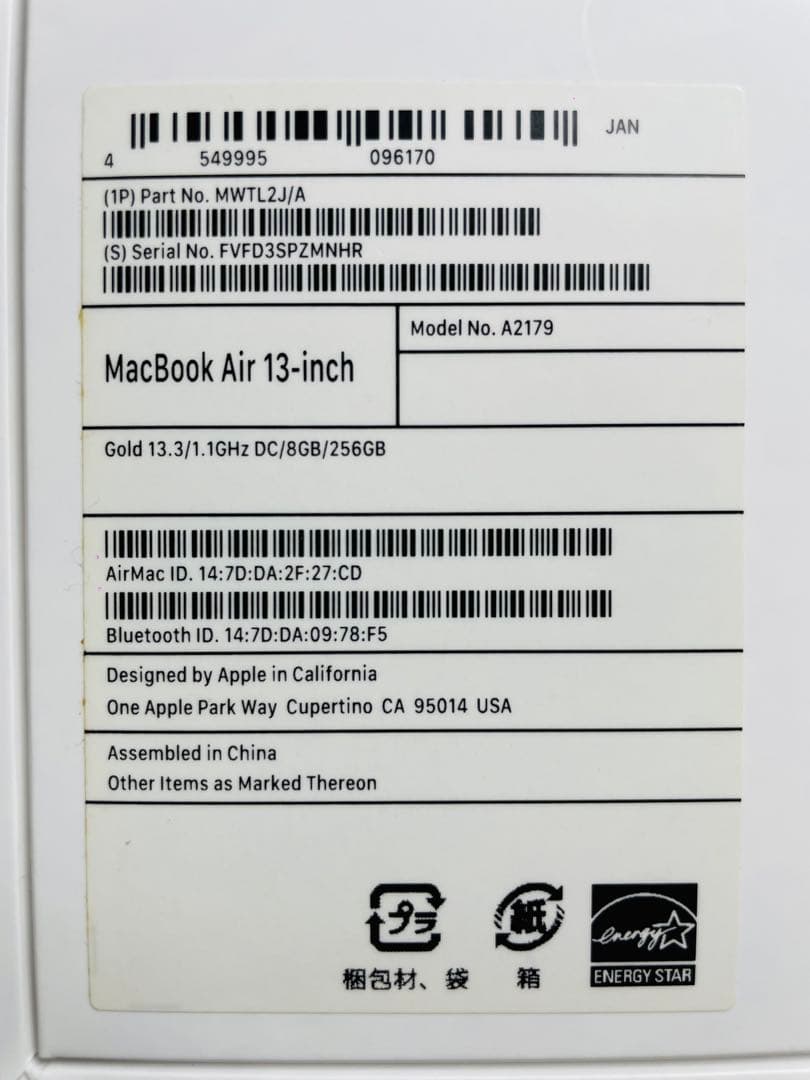 JAN
4 549995 096170
(1P) Part No. MWTL2J/A
(S) Serial No. FVFD3SPZMNHR
MacBook Air 13-inch
Model No. A2179
Gold 13.3/1.1GHz DC/8GB/256GB
AirMac ID. 14:7D:DA:2F:27:CD
Bluetooth ID. 14:7D:DA:09:78:F5
Designed by Apple in California
One Apple Park Way Cupertino CA 95014 USA
Assembled in China
Other Items as Marked Thereon
プラ
紙
energy
梱包材、袋
箱
ENERGY STAR